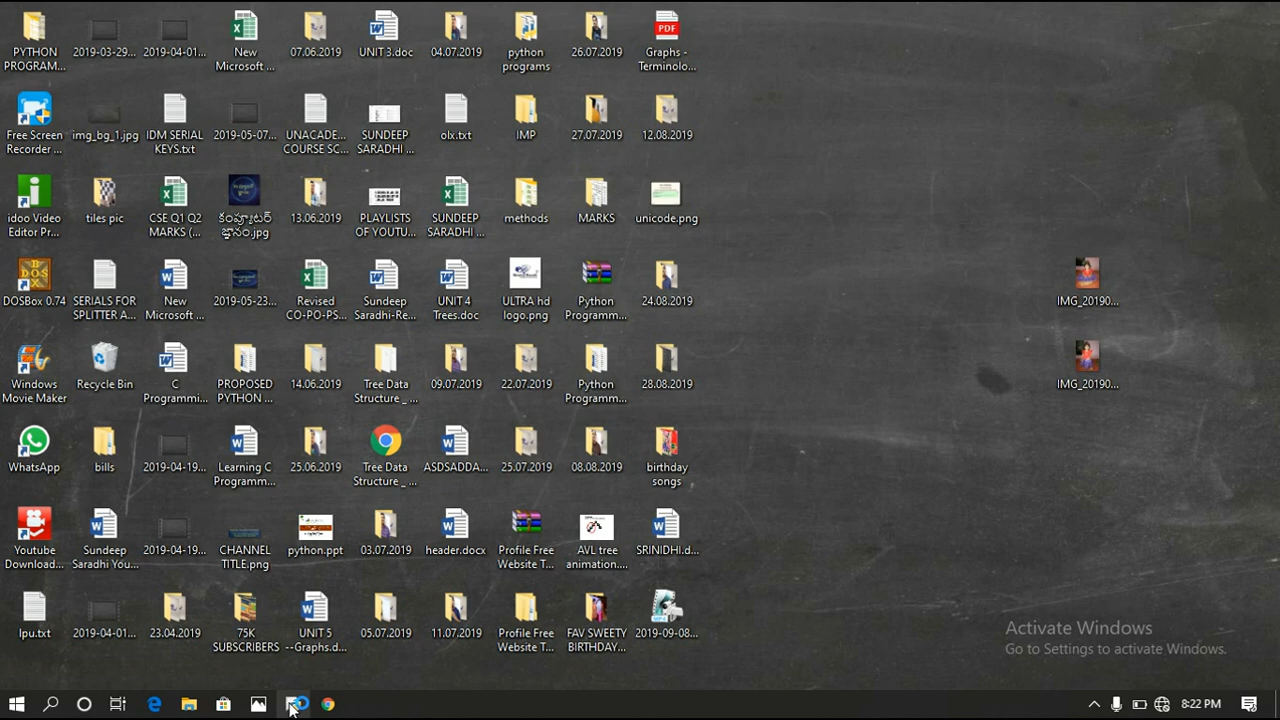 PYTHON
PROGRAM...
2019-03-29...
2019-04-01...
New
Microsoft ...
07.06.2019
UNIT 3.doc
04.07.2019
python
programs
26.07.2019
Graphs -
Terminolo...
Free Screen
Recorder ...
img_bg_1.jpg
IDM SERIAL
KEYS.txt
2019-05-07...
UNACADE...
COURSE SC...
SUNDEEP
SARADHI ...
olx.txt
IMP
27.07.2019
12.08.2019
idoo Video
Editor Pr...
tiles pic
CSE Q1 Q2
MARKS (...
కంప్యూటర్
జ్ఞానం.jpg
13.06.2019
PLAYLISTS
OF YOUTU...
SUNDEEP
SARADHI ...
methods
MARKS
unicode.png
DOSBox 0.74
SERIALS FOR
SPLITTER A...
New
Microsoft ...
2019-05-23...
Revised
CO-PO-PS...
Sundeep
Saradhi-Re...
UNIT 4
Trees.doc
ULTRA hd
logo.png
Python
Programm...
24.08.2019
IMG_20190...
Windows
Movie Maker
Recycle Bin
C
Programmi...
PROPOSED
PYTHON ...
14.06.2019
Tree Data
Structure _ ...
09.07.2019
22.07.2019
Python
Programm...
28.08.2019
IMG_20190...
WhatsApp
bills
2019-04-19...
Learning C
Programm...
25.06.2019
Tree Data
Structure _ ...
ASDSADDA...
25.07.2019
08.08.2019
birthday
songs
Youtube
Download...
Sundeep
Saradhi You...
2019-04-19...
CHANNEL
TITLE.png
python.ppt
03.07.2019
header.docx
Profile Free
Website T...
AVL tree
animation....
SRINIDHI.d...
lpu.txt
2019-04-01...
23.04.2019
75K
SUBSCRIBERS
UNIT 5
--Graphs.d...
05.07.2019
11.07.2019
Profile Free
Website T...
FAV SWEETY
BIRTHDAY...
2019-09-08...
Activate Windows
Go to Settings to activate Windows.
8:22 PM